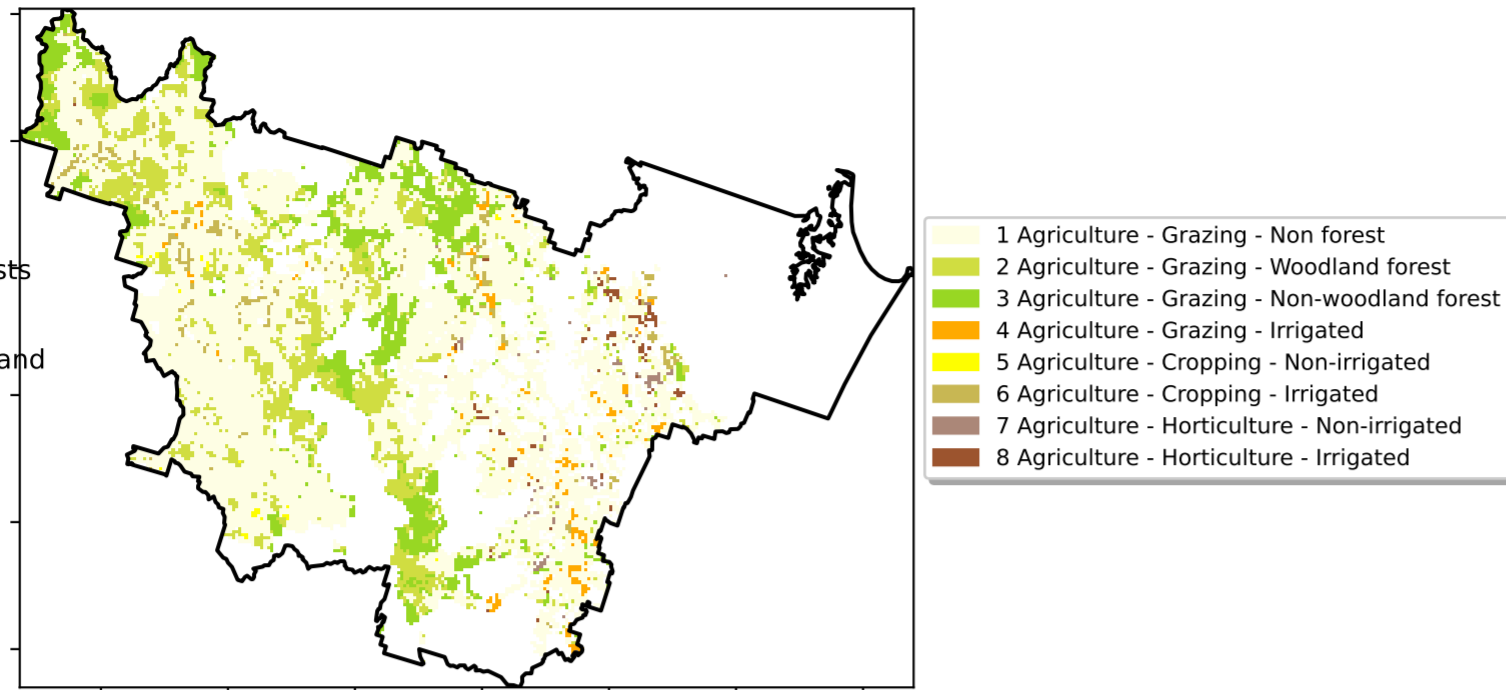 sts
and
1 Agriculture - Grazing - Non forest
2 Agriculture - Grazing - Woodland forest
3 Agriculture - Grazing - Non-woodland forest
4 Agriculture - Grazing - Irrigated
5 Agriculture - Cropping - Non-irrigated
6 Agriculture - Cropping - Irrigated
7 Agriculture - Horticulture - Non-irrigated
8 Agriculture - Horticulture - Irrigated